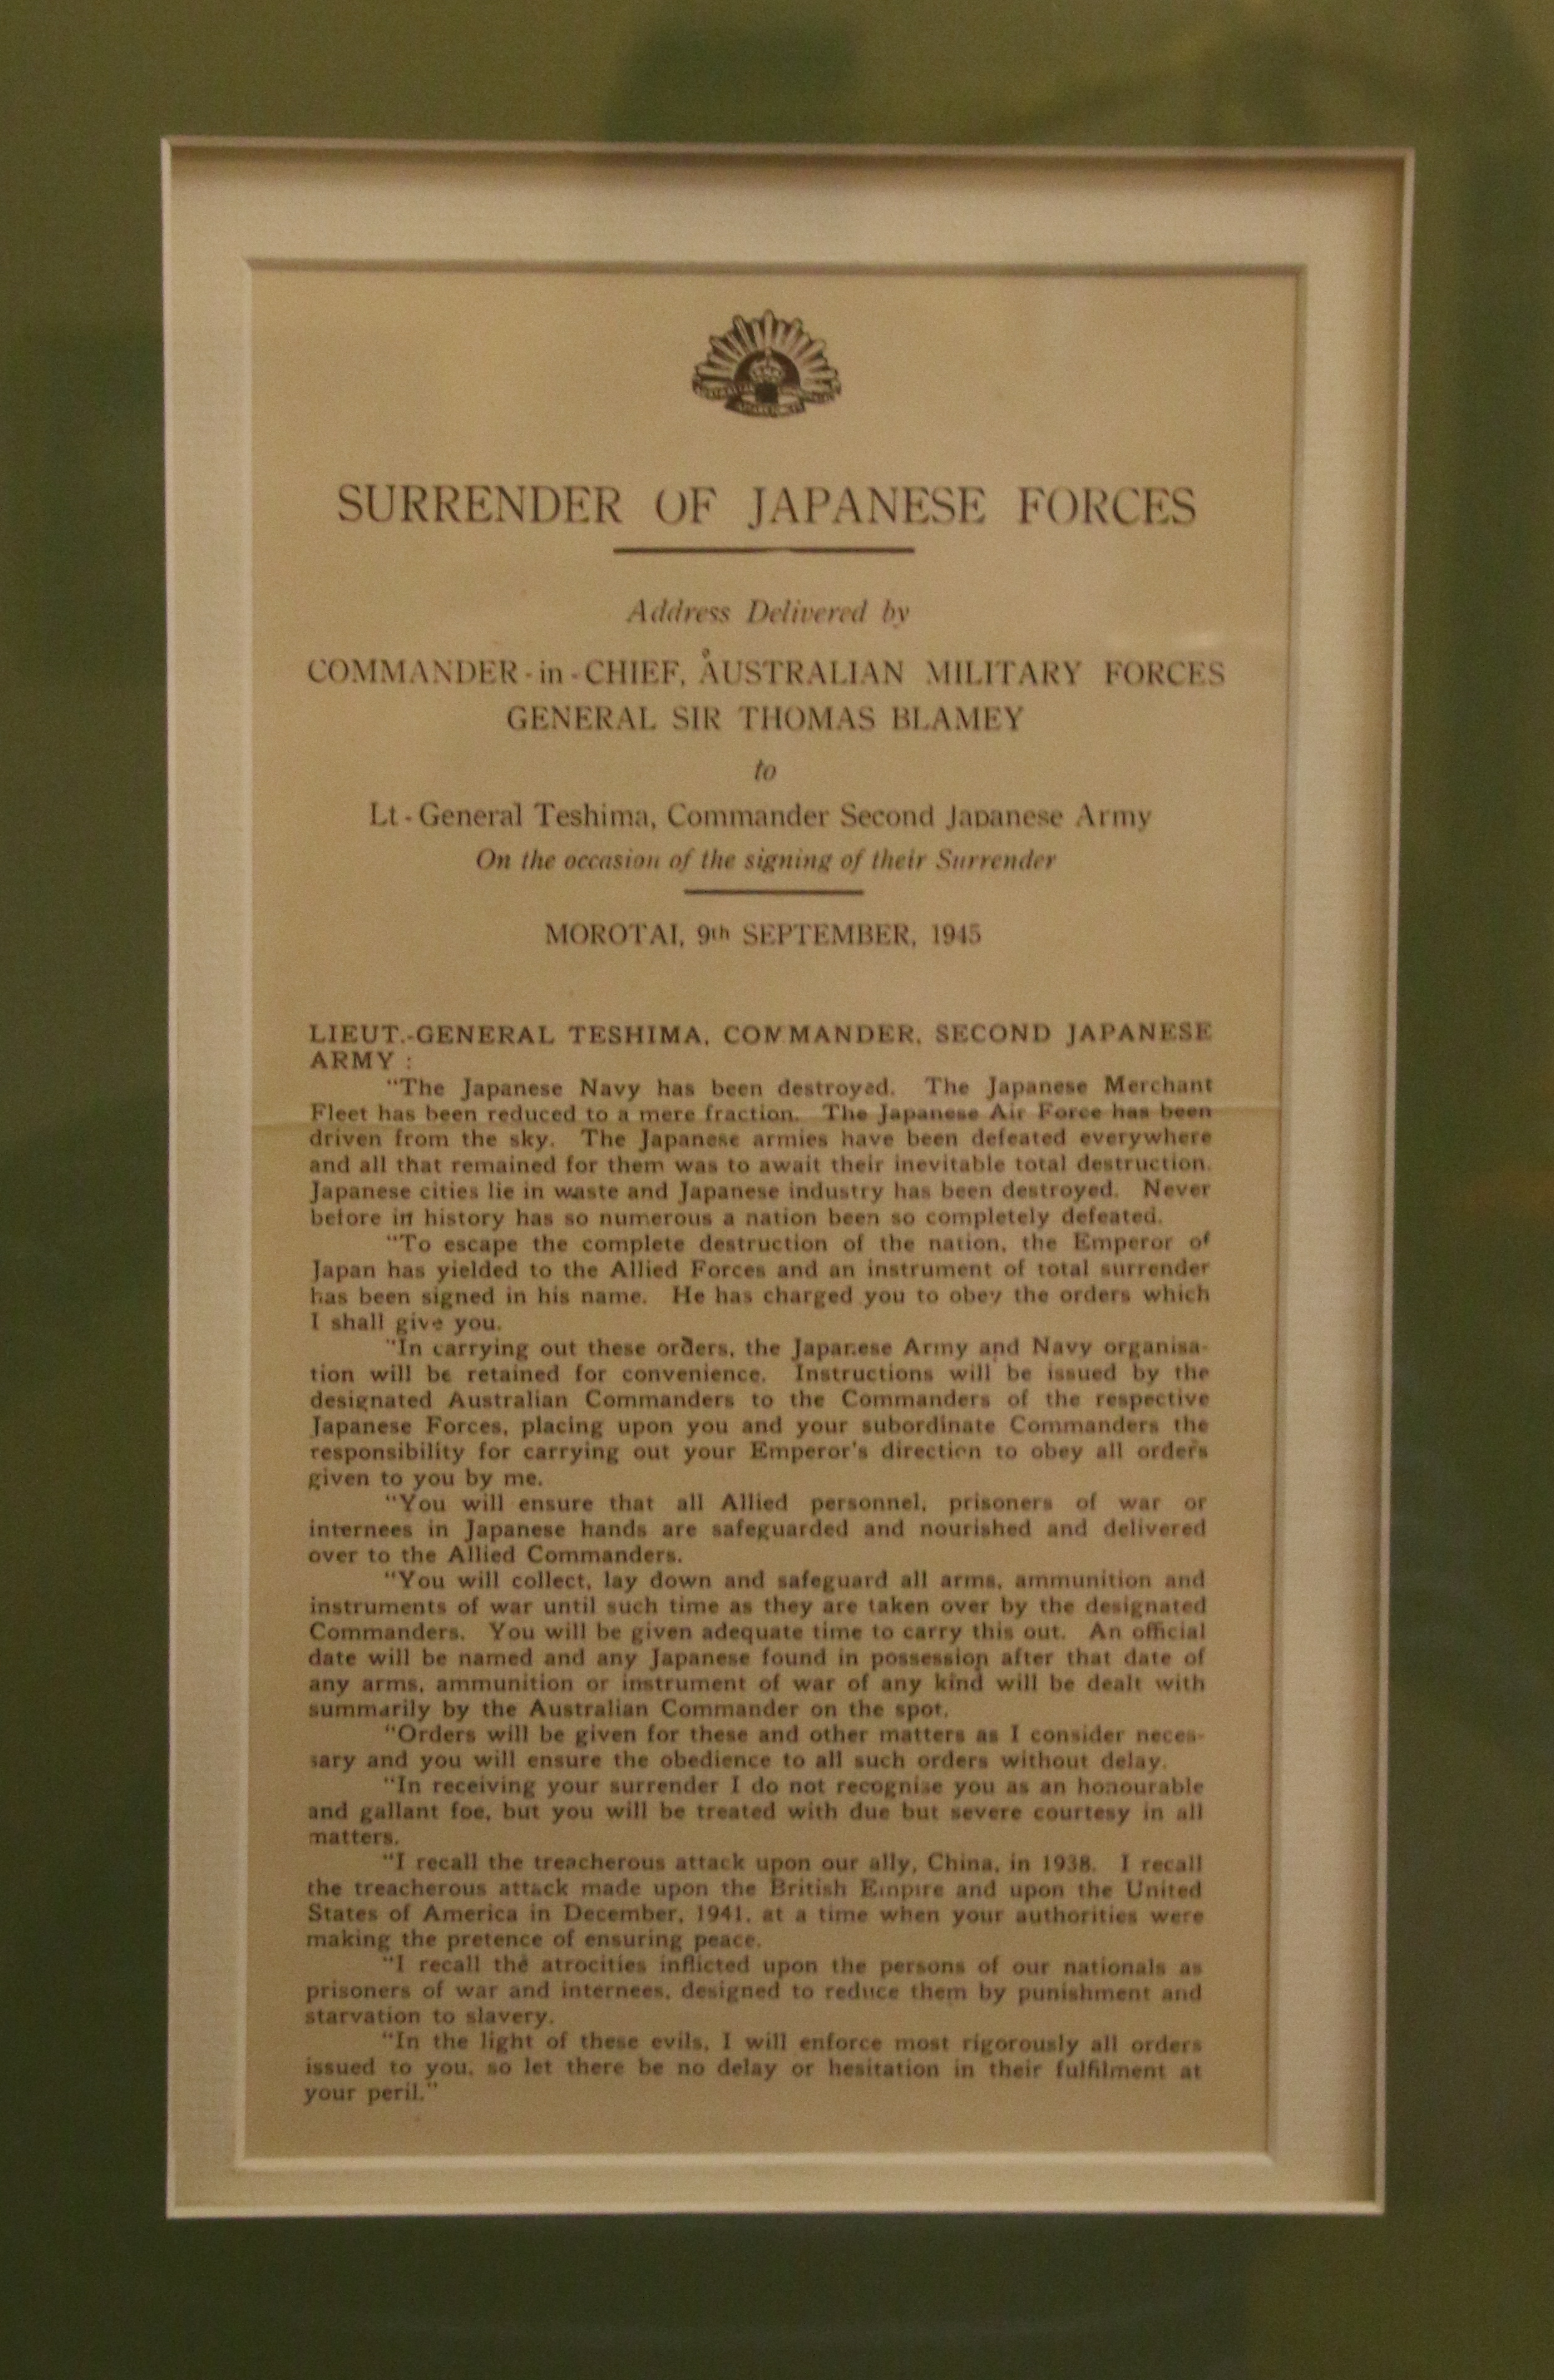 SURRENDER OF JAPANESE FORCES
Address Delivered by
COMMANDER-in-CHIEF, AUSTRALIAN MILITARY FORCES
GENERAL SIR THOMAS BLAMEY
to
Lt-General Teshima, Commander Second Japanese Army
On the occasion of the signing of their Surrender
MOROTAI, 9th SEPTEMBER, 1945
LIEUT.-GENERAL TESHIMA, COMMANDER, SECOND JAPANESE
ARMY :
"The Japanese Navy has been destroyed. The Japanese Merchant
Fleet has been reduced to a mere fraction. The Japanese Air Force has been
driven from the sky. The Japanese armies have been defeated everywhere
and all that remained for them was to await their inevitable total destruction.
Japanese cities lie in waste and Japanese industry has been destroyed. Never
before in history has so numerous a nation been so completely defeated.
"To escape the complete destruction of the nation, the Emperor of
Japan has yielded to the Allied Forces and an instrument of total surrender
has been signed in his name. He has charged you to obey the orders which
I shall give you.
"In carrying out these orders, the Japanese Army and Navy organisa-
tion will be retained for convenience. Instructions will be issued by the
designated Australian Commanders to the Commanders of the respective
Japanese Forces, placing upon you and your subordinate Commanders the
responsibility for carrying out your Emperor's direction to obey all orders
given to you by me.
"You will ensure that all Allied personnel, prisoners of war or
internees in Japanese hands are safeguarded and nourished and delivered
over to the Allied Commanders.
"You will collect, lay down and safeguard all arms, ammunition and
instruments of war until such time as they are taken over by the designated
Commanders. You will be given adequate time to carry this out. An official
date will be named and any Japanese found in possession after that date of
any arms, ammunition or instrument of war of any kind will be dealt with
summarily by the Australian Commander on the spot.
"Orders will be given for these and other matters as I consider neces-
sary and you will ensure the obedience to all such orders without delay.
"In receiving your surrender I do not recognise you as an honourable
and gallant foe, but you will be treated with due but severe courtesy in all
matters.
"I recall the treacherous attack upon our ally, China, in 1938. I recall
the treacherous attack made upon the British Empire and upon the United
States of America in December, 1941, at a time when your authorities were
making the pretence of ensuring peace.
"I recall the atrocities inflicted upon the persons of our nationals as
prisoners of war and internees, designed to reduce them by punishment and
starvation to slavery.
"In the light of these evils, I will enforce most rigorously all orders
issued to you, so let there be no delay or hesitation in their fulfilment at
your peril."